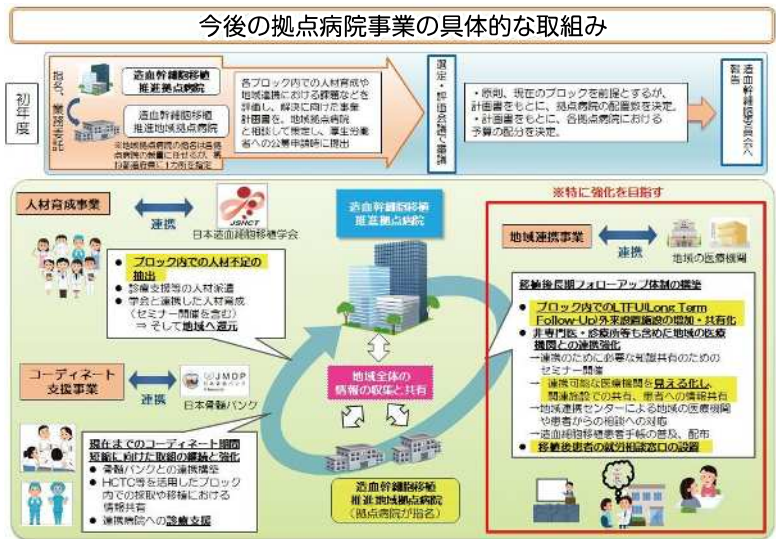 今後の拠点病院事業の具体的な取組み
初年度
指名、業務委託
造血幹細胞移植
推進拠点病院
造血幹細胞移植
推進地域拠点病院
※地域拠点病院の指名は各拠
点病院の裁量に任せるが、
各ブロック内での人材育成や
地域連携における課題などを
評価し、解決に向けた事業
計画書を、地域拠点病院
と相談して策定し、厚生労働
省への公募申請時に提出
選定・評価会議で審議
・原則、現在のブロックを前提とするが、
計画書をもとに、拠点病院の配置数を決定。
・計画書をもとに、各拠点病院における
予算の配分を決定。
造血幹細胞委員会へ
報告
人材育成事業
連携
JSHCT
日本造血細胞移植学会
● ブロック内での人材不足の
抽出
● 診療支援等の人材派遣
● 学会と連携した人材育成
(セミナー開催を含む)
⇒ そして地域へ還元
コーディネート
支援事業
連携
JMDP
日本骨髄バンク
現在までのコーディネート期間
短縮に向けた取組の継続と強化
● 骨髄バンクとの連携構築
● HCTC等を活用したブロック
内での採取や移植における
情報共有
● 連携病院への診療支援
造血幹細胞移植
推進拠点病院
地域全体の
情報の収集と共有
造血幹細胞移植
推進地域拠点病院
(拠点病院が指名)
※特に強化を目指す
地域連携事業
連携
地域の医療機関
移植後長期フォローアップ体制の構築
● ブロック内でのLTFU(Long Term
Follow-Up)外来設置施設の増加・共有化
● 非専門医・診療所等も含めた地域の医療
機関との連携強化
→連携のために必要な知識共有のための
セミナー開催
→ 連携可能な医療機関を見える化し、
関連施設での共有、患者への情報共有
→地域連携センターによる地域の医療機関
や患者からの相談への対応
→造血細胞移植患者手帳の普及、配布
● 移植後患者の就労相談窓口の設置